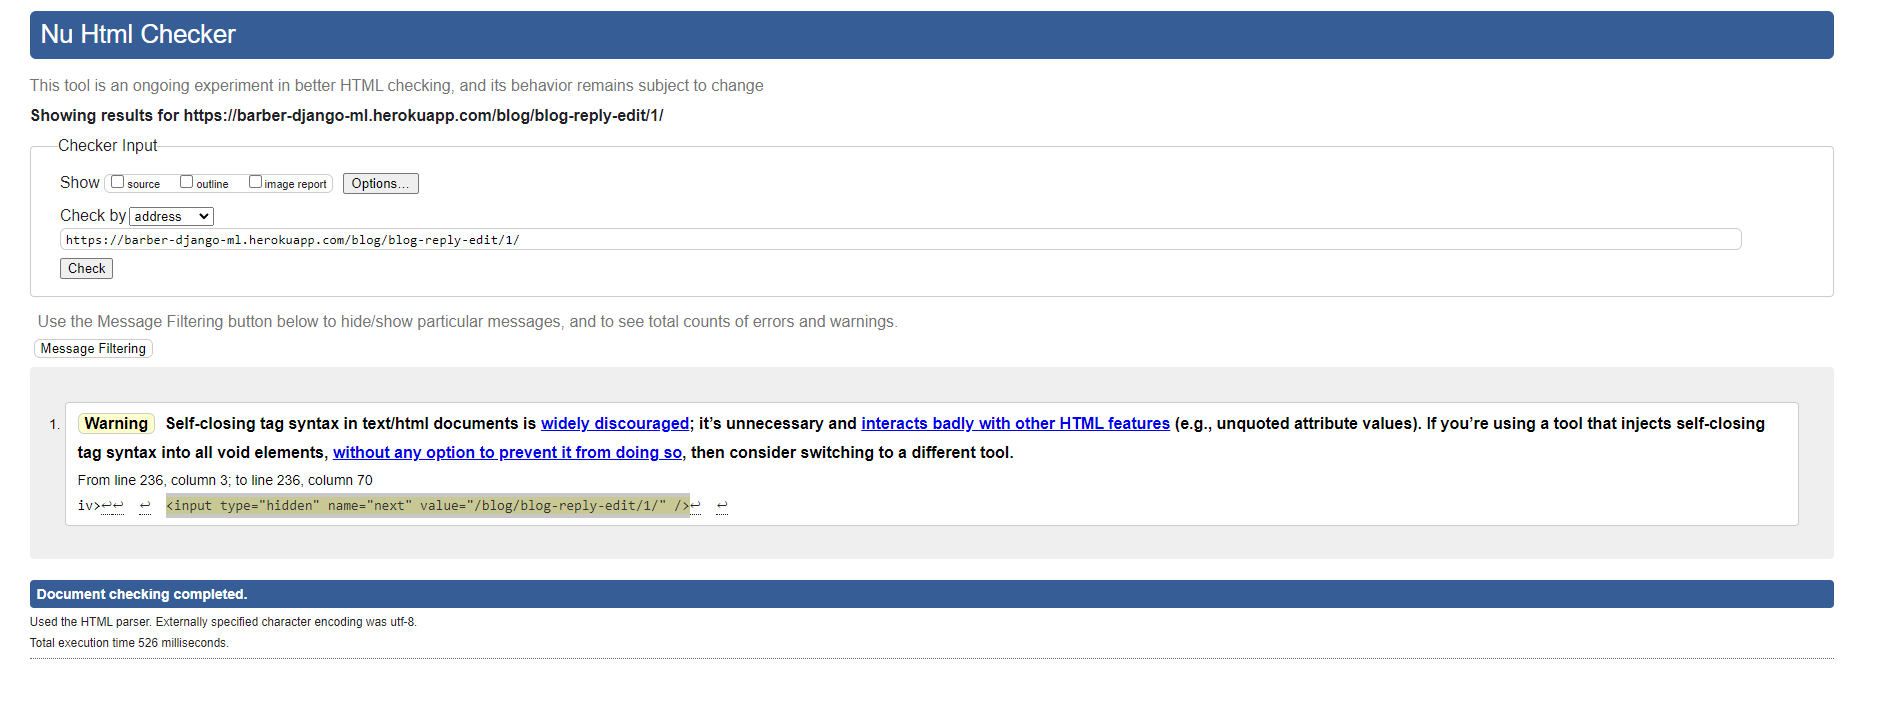 Nu Html Checker
This tool is an ongoing experiment in better HTML checking, and its behavior remains subject to change
Showing results for https://barber-django-ml.herokuapp.com/blog/blog-reply-edit/1/
Checker Input
Show source outline image report Options...
Check by address
https://barber-django-ml.herokuapp.com/blog/blog-reply-edit/1/
Check
Use the Message Filtering button below to hide/show particular messages, and to see total counts of errors and warnings.
Message Filtering
1. Warning Self-closing tag syntax in text/html documents is widely discouraged; it’s unnecessary and interacts badly with other HTML features (e.g., unquoted attribute values). If you’re using a tool that injects self-closing
tag syntax into all void elements, without any option to prevent it from doing so, then consider switching to a different tool.
From line 236, column 3; to line 236, column 70
iv>↩↩ ↩ <input type="hidden" name="next" value="/blog/blog-reply-edit/1/" />↩ ↩
Document checking completed.
Used the HTML parser. Externally specified character encoding was utf-8.
Total execution time 526 milliseconds.